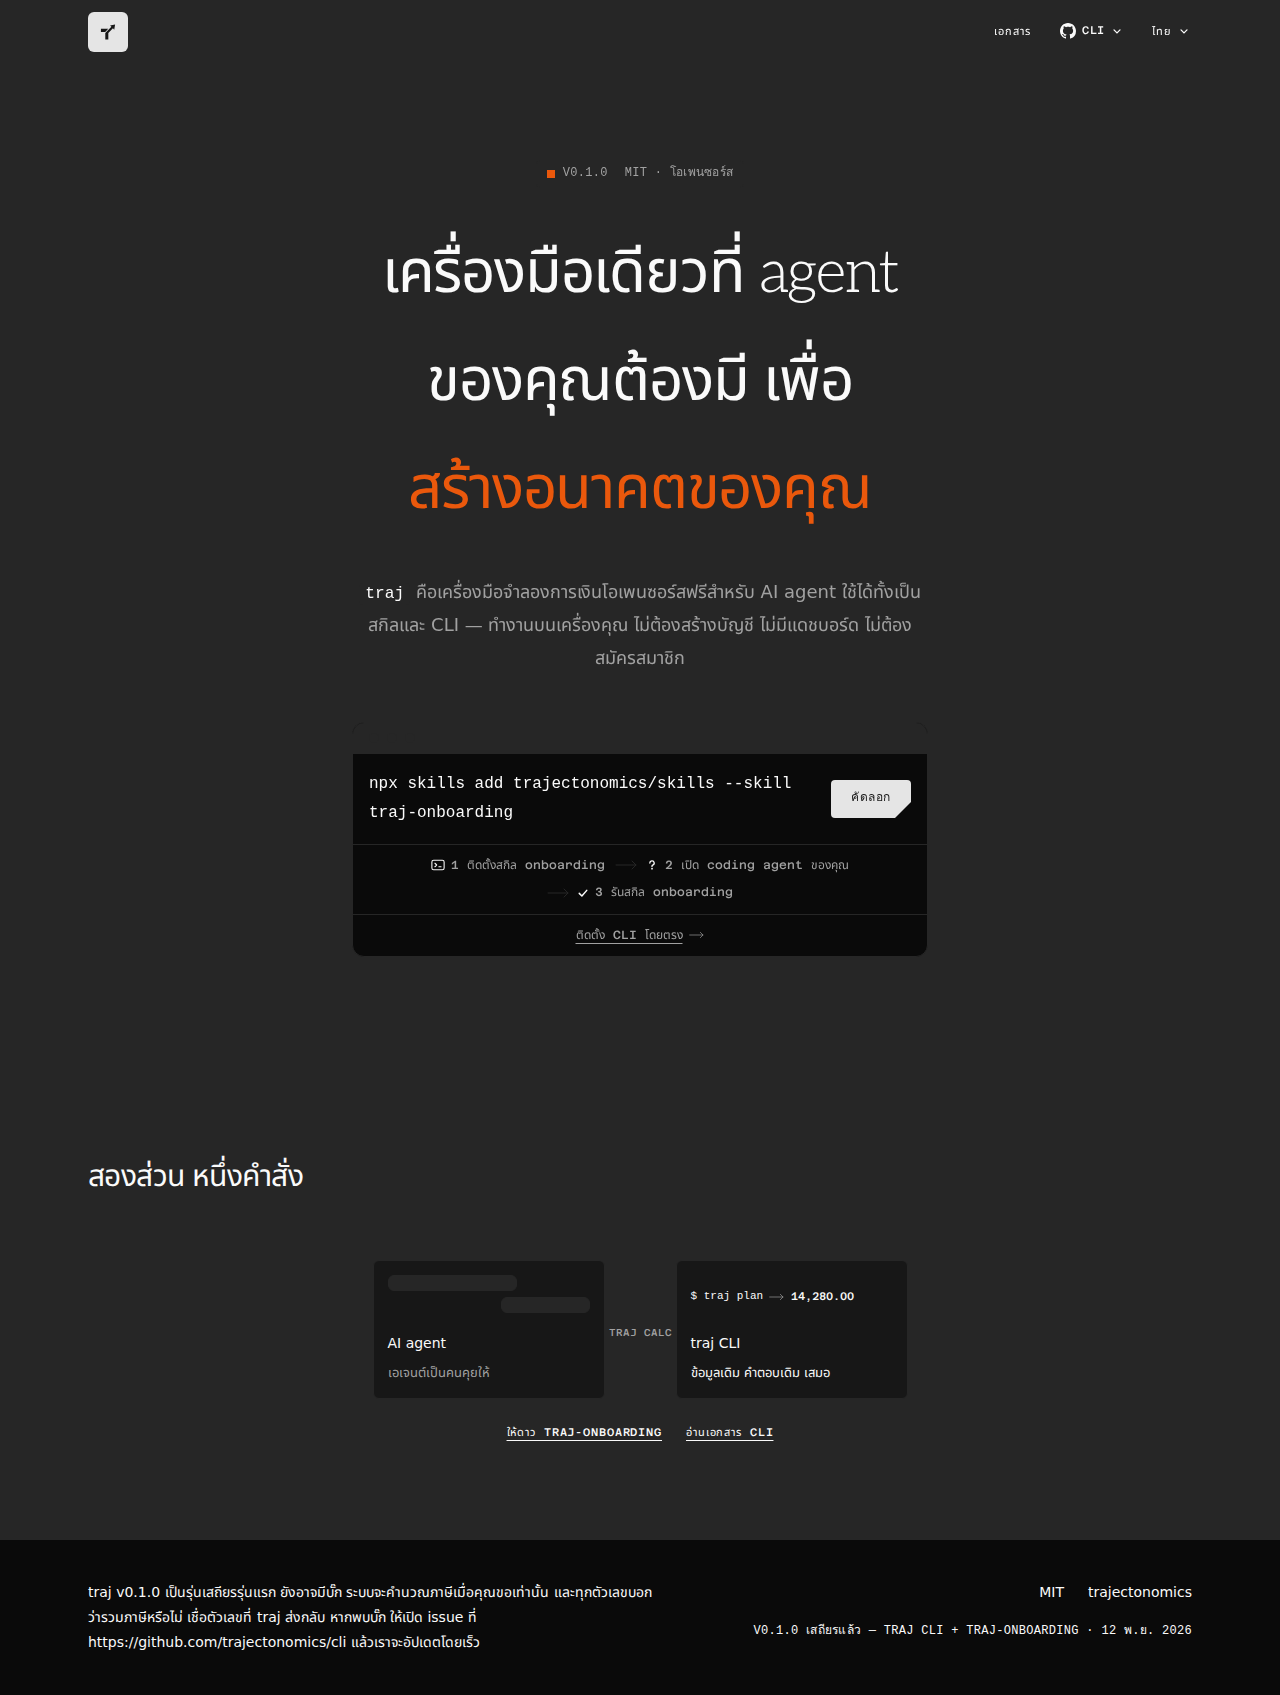 เอกสาร
CLI
ไทย
V0.1.0 MIT · โอเพนซอร์ส
เครื่องมือเดียวที่ agent
ของคุณต้องมี เพื่อ
สร้างอนาคตของคุณ
traj คือเครื่องมือจำลองการเงินโอเพนซอร์สฟรีสำหรับ AI agent ใช้ได้ทั้งเป็น
สกิลและ CLI — ทำงานบนเครื่องคุณ ไม่ต้องสร้างบัญชี ไม่มีแดชบอร์ด ไม่ต้อง
สมัครสมาชิก
npx skills add trajectonomics/skills --skill
traj-onboarding
คัดลอก
1 ติดตั้งสกิล onboarding → ? 2 เปิด coding agent ของคุณ
→ ✓ 3 รันสกิล onboarding
ติดตั้ง CLI โดยตรง →
สองส่วน หนึ่งคำสั่ง
AI agent
เอเจนต์เป็นคนคุยให้
TRAJ CALC
$ traj plan → 14,280.00
traj CLI
ข้อมูลเดิม คำตอบเดิม เสมอ
ให้ดาว TRAJ-ONBOARDING
อ่านเอกสาร CLI
traj v0.1.0 เป็นรุ่นเสถียรรุ่นแรก ยังอาจมีบั๊ก ระบบจะคำนวณภาษีเมื่อคุณขอเท่านั้น และทุกตัวเลขบอก
ว่ารวมภาษีหรือไม่ เชื่อตัวเลขที่ traj ส่งกลับ หากพบบั๊ก ให้เปิด issue ที่
https://github.com/trajectonomics/cli แล้วเราจะอัปเดตโดยเร็ว
MIT
trajectonomics
V0.1.0 เสถียรแล้ว — TRAJ CLI + TRAJ-ONBOARDING · 12 พ.ย. 2026